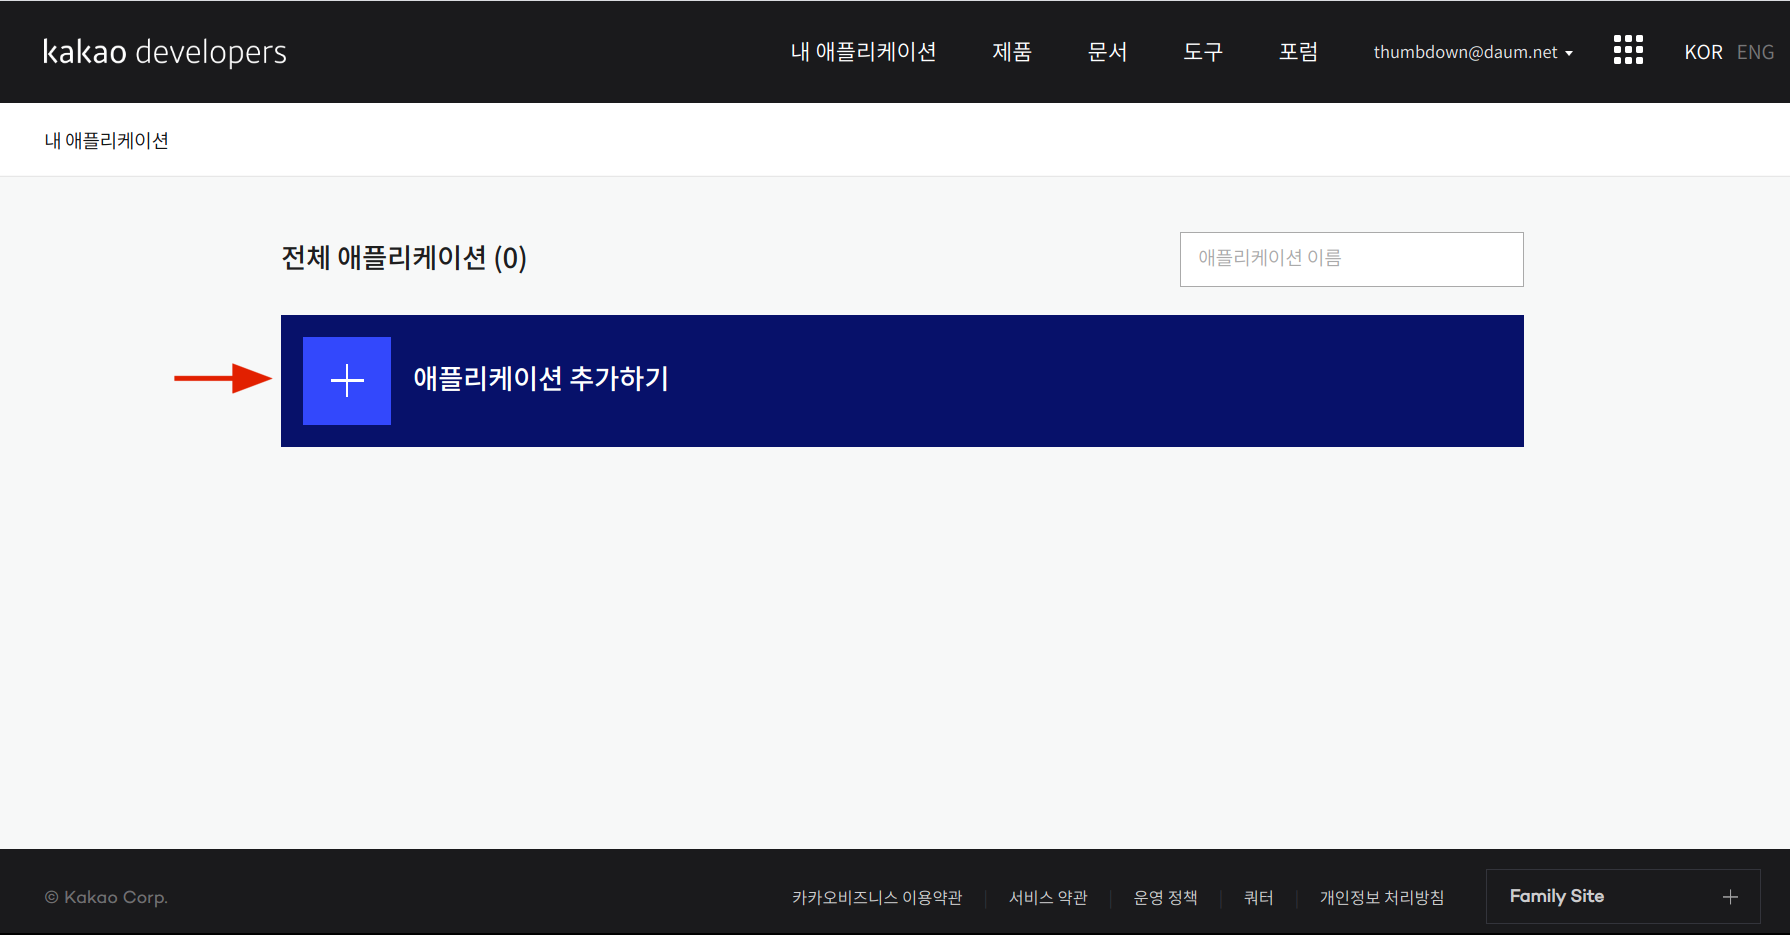 kakao developers 내 애플리케이션 제품 문서 도구 포럼 thumbdown@daum.net KOR ENG
내 애플리케이션
전체 애플리케이션 (0) 애플리케이션 이름
애플리케이션 추가하기
© Kakao Corp. 카카오비즈니스 이용약관 | 서비스 약관 | 운영 정책 | 쿼터 | 개인정보 처리방침 Family Site